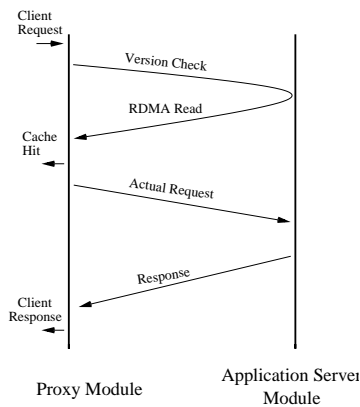 Client
Request
Version Check
RDMA Read
Cache
Hit
Actual Request
Response
Client
Response
Proxy Module
Application Server
Module